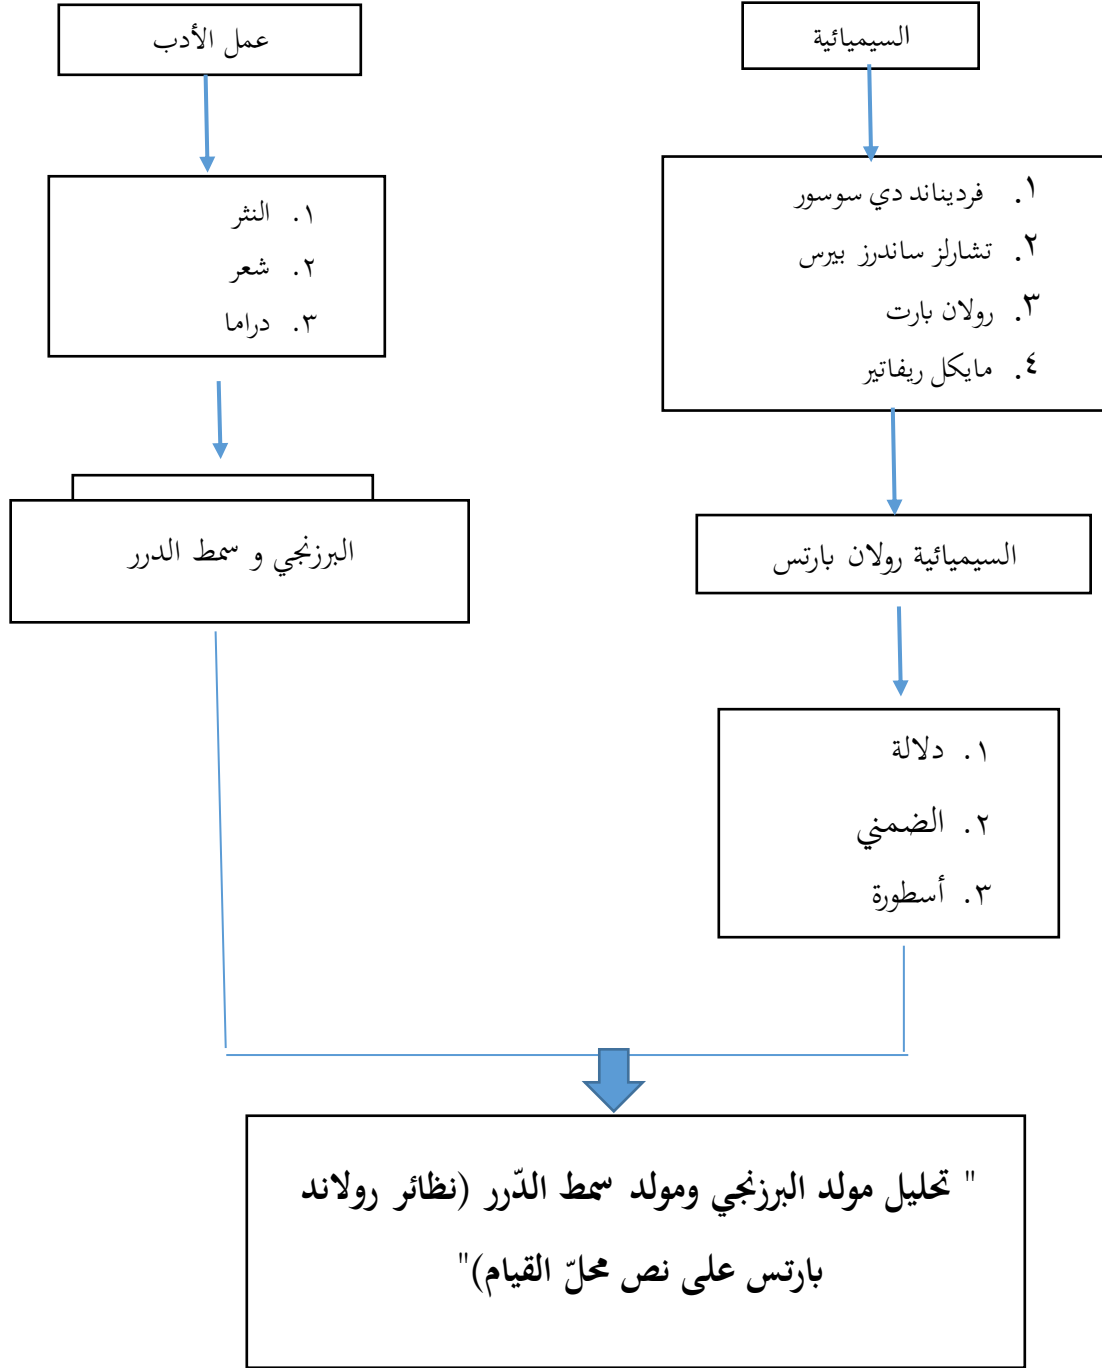 السيميائية
١. فرديناند دي سوسور
٢. تشارلز ساندرز بيرس
٣. رولان بارت
٤. مايكل ريفاتير
السيميائية رولان بارتس
١. دلالة
٢. الضمني
٣. أسطورة
عمل الأدب
١. النثر
٢. شعر
٣. دراما
البرزنجي و سمط الدرر
" تحليل مولد البرزنجي ومولد سمط الدّرر (نظائر رولاند
بارتس على نص محلّ القيام)"